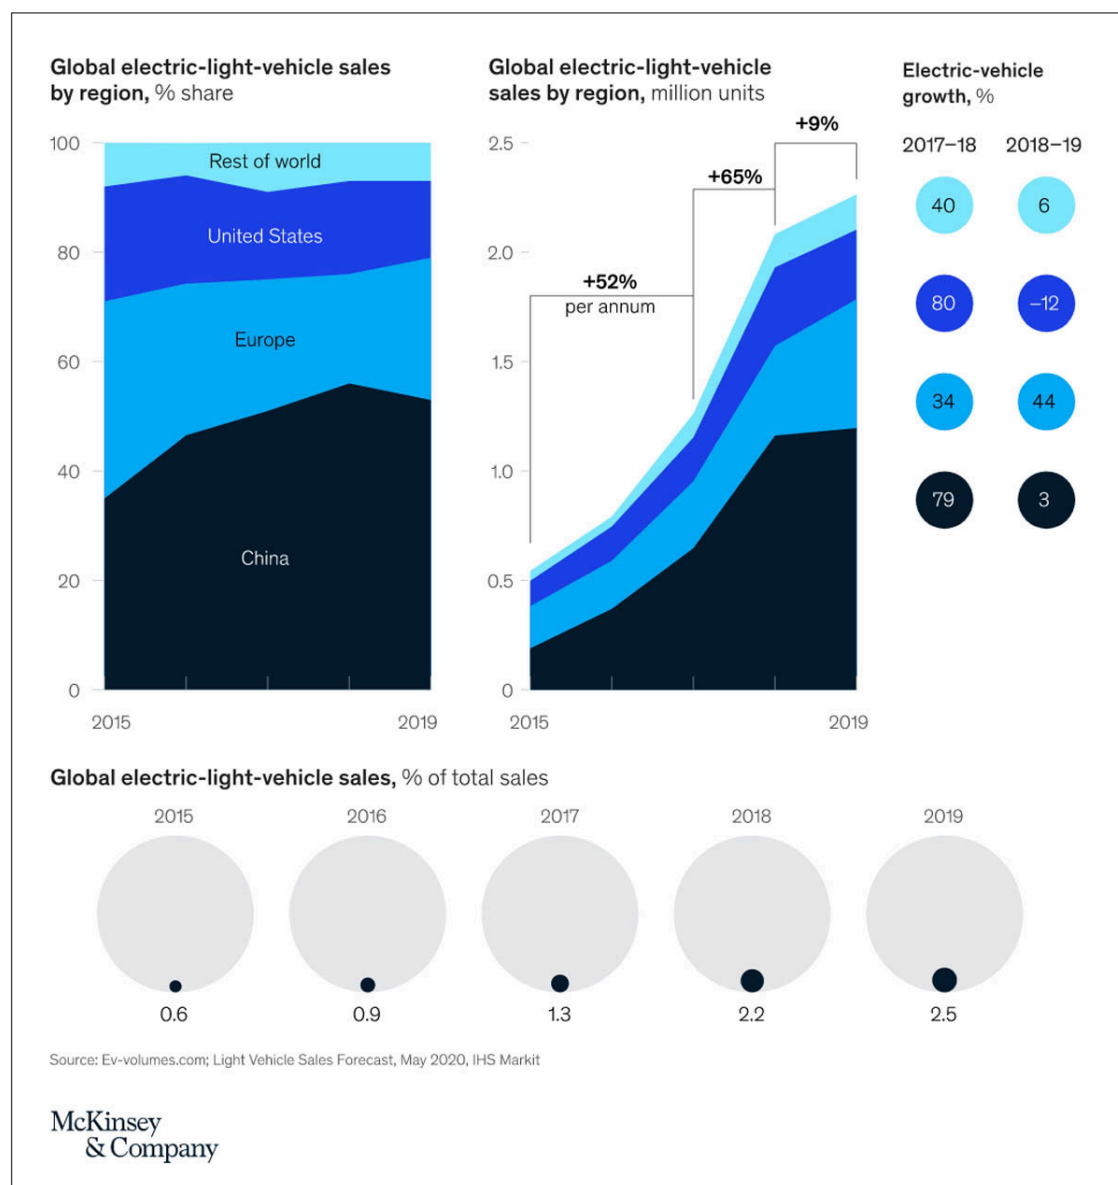 Global electric-light-vehicle sales
by region, % share
100
80
60
40
20
0
Rest of world
United States
Europe
China
2015
2019
Global electric-light-vehicle
sales by region, million units
2.5
2.0
1.5
1.0
0.5
0
+52%
per annum
+65%
+9%
2015
2019
Electric-vehicle
growth, %
2017–18 2018–19
40 6
80 –12
34 44
79 3
Global electric-light-vehicle sales, % of total sales
2015 2016 2017 2018 2019
0.6 0.9 1.3 2.2 2.5
Source: Ev-volumes.com; Light Vehicle Sales Forecast, May 2020, IHS Markit
McKinsey
& Company